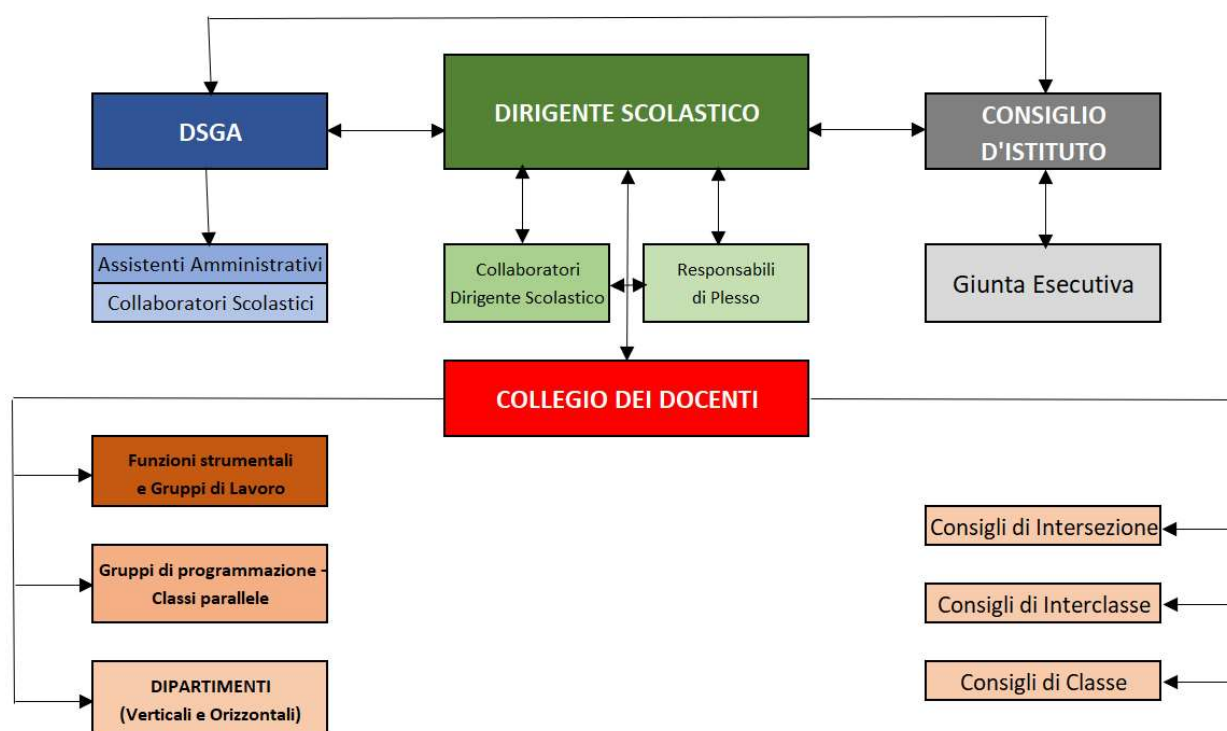 DSGA
DIRIGENTE SCOLASTICO
CONSIGLIO
D'ISTITUTO
Assistenti Amministrativi
Collaboratori Scolastici
Collaboratori
Dirigente Scolastico
Responsabili
di Plesso
Giunta Esecutiva
COLLEGIO DEI DOCENTI
Funzioni strumentali
e Gruppi di Lavoro
Gruppi di programmazione -
Classi parallele
DIPARTIMENTI
(Verticali e Orizzontali)
Consigli di Intersezione
Consigli di Interclasse
Consigli di Classe